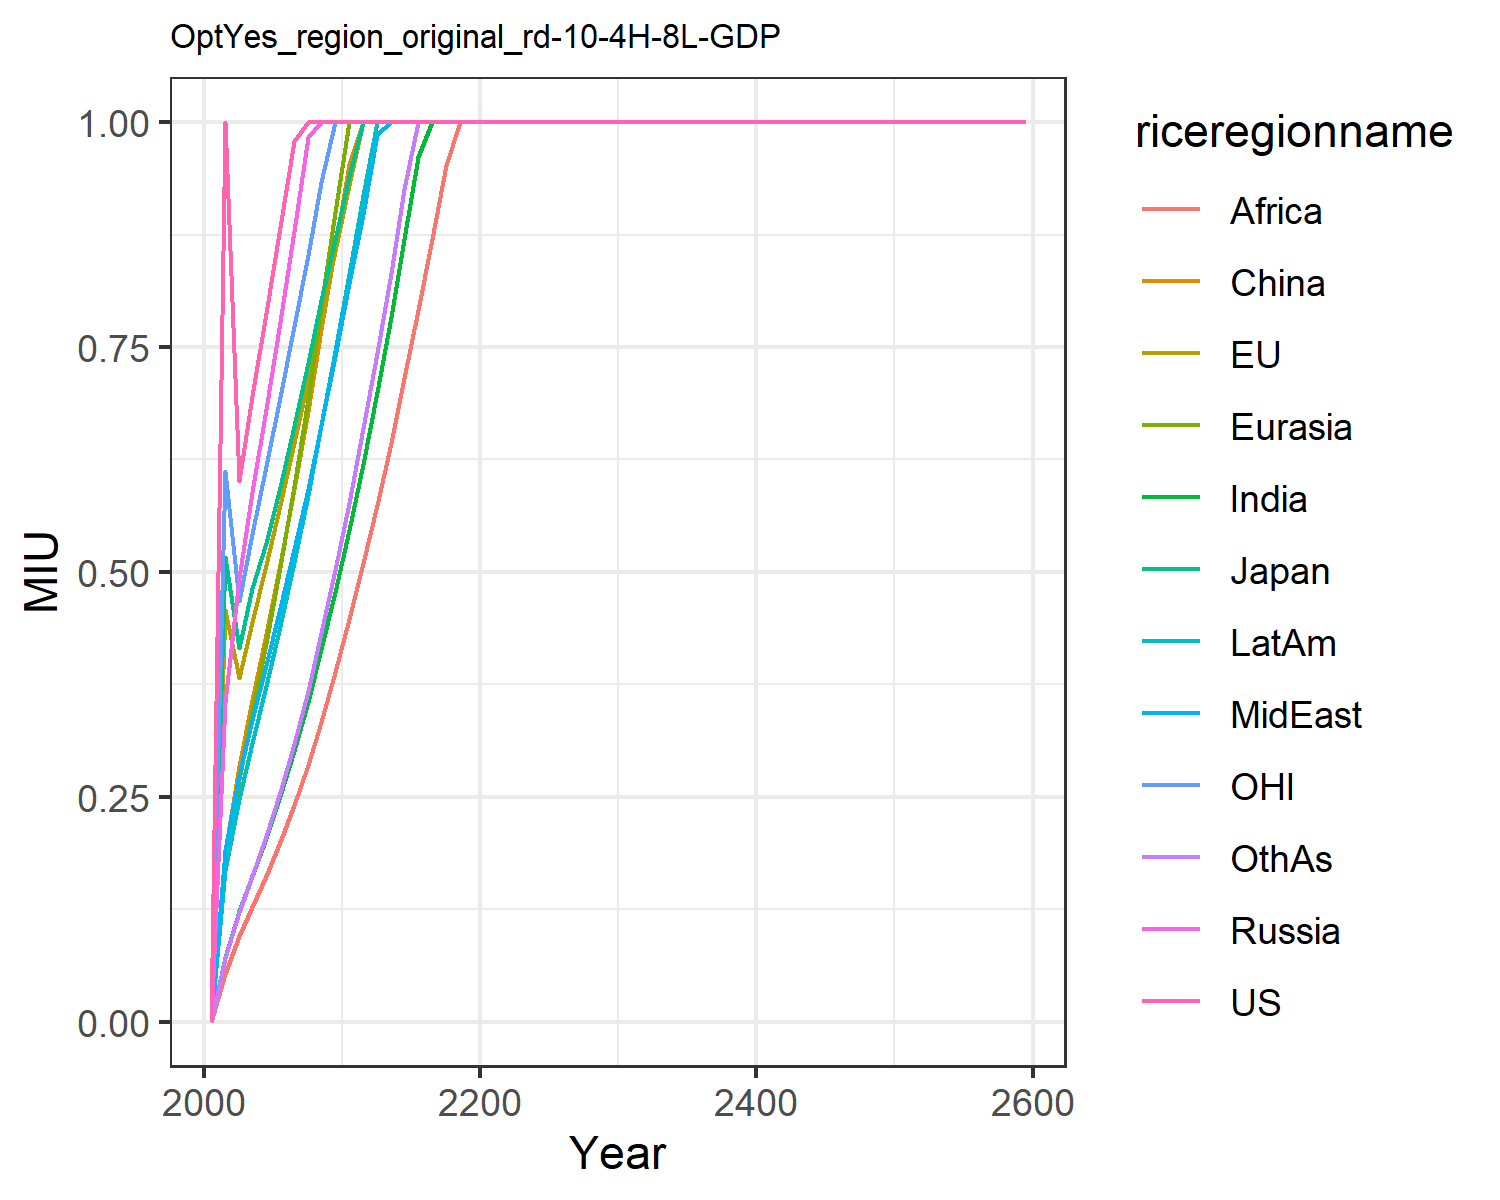 OptYes_region_original_rd-10-4H-8L-GDP
1.00
0.75
0.50
0.25
0.00
MIU
2000
2200
2400
2600
Year
riceregionname
Africa
China
EU
Eurasia
India
Japan
LatAm
MidEast
OHI
OthAs
Russia
US